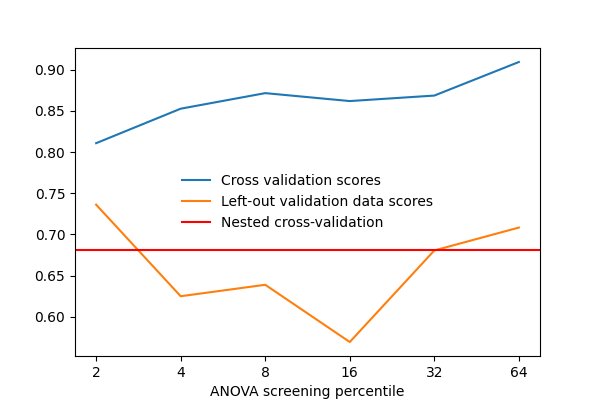 0.90
0.85
0.80
0.75
0.70
0.65
0.60
Cross validation scores
Left-out validation data scores
Nested cross-validation
2 4 8 16 32 64
ANOVA screening percentile